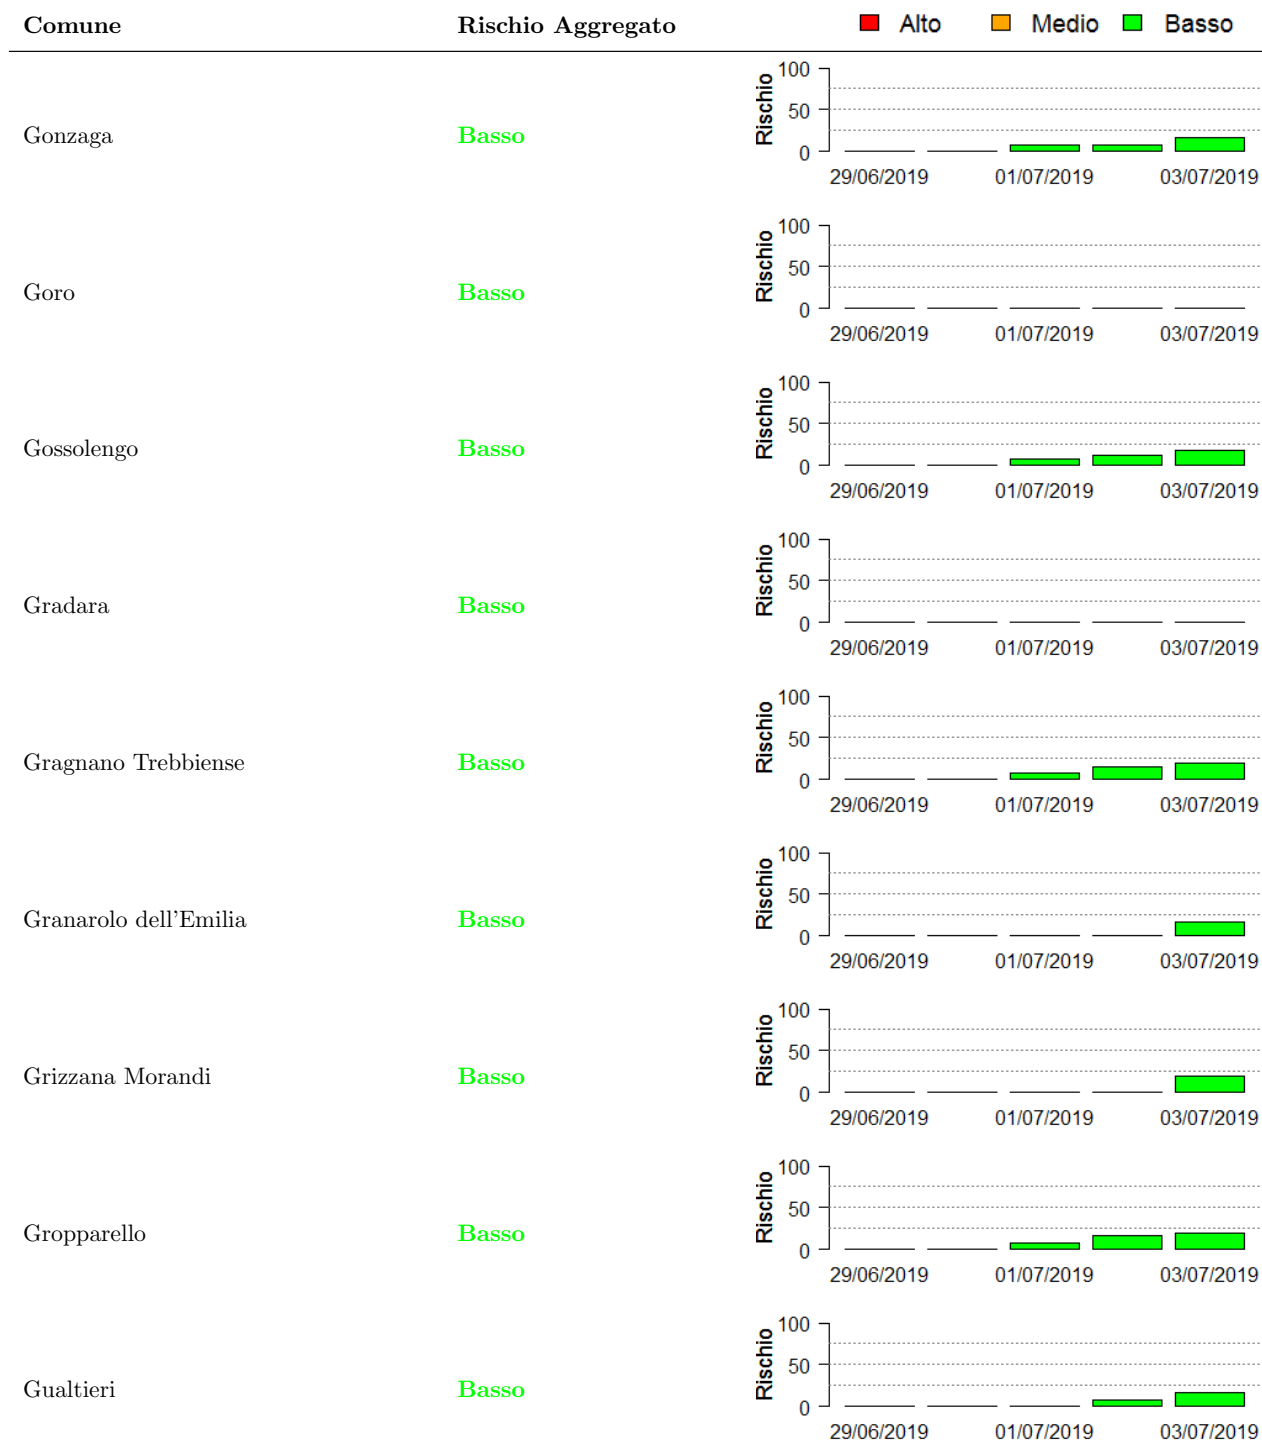 Comune Rischio Aggregato Alto Medio Basso
100
50
0
Rischio
Gonzaga Basso
29/06/2019 01/07/2019 03/07/2019
100
50
0
Rischio
Goro Basso
29/06/2019 01/07/2019 03/07/2019
100
50
0
Rischio
Gossolengo Basso
29/06/2019 01/07/2019 03/07/2019
100
50
0
Rischio
Gradara Basso
29/06/2019 01/07/2019 03/07/2019
100
50
0
Rischio
Gragnano Trebbiense Basso
29/06/2019 01/07/2019 03/07/2019
100
50
0
Rischio
Granarolo dell'Emilia Basso
29/06/2019 01/07/2019 03/07/2019
100
50
0
Rischio
Grizzana Morandi Basso
29/06/2019 01/07/2019 03/07/2019
100
50
0
Rischio
Gropparello Basso
29/06/2019 01/07/2019 03/07/2019
100
50
0
Rischio
Gualtieri Basso
29/06/2019 01/07/2019 03/07/2019